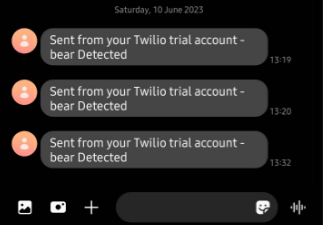 Saturday, 10 June 2023
Sent from your Twilio trial account -
bear Detected
13:19
Sent from your Twilio trial account -
bear Detected
13:20
Sent from your Twilio trial account -
bear Detected
13:32